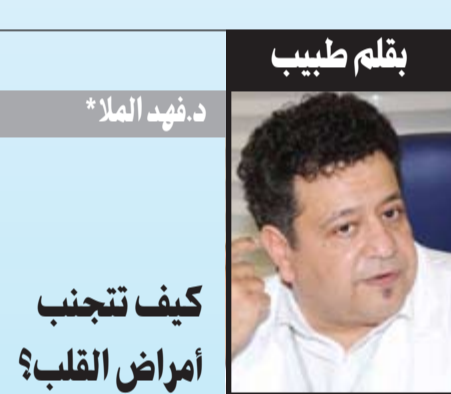 بقلم طبيب
د.فهد الملا*
كيف تتجنب
أمراض القلب؟